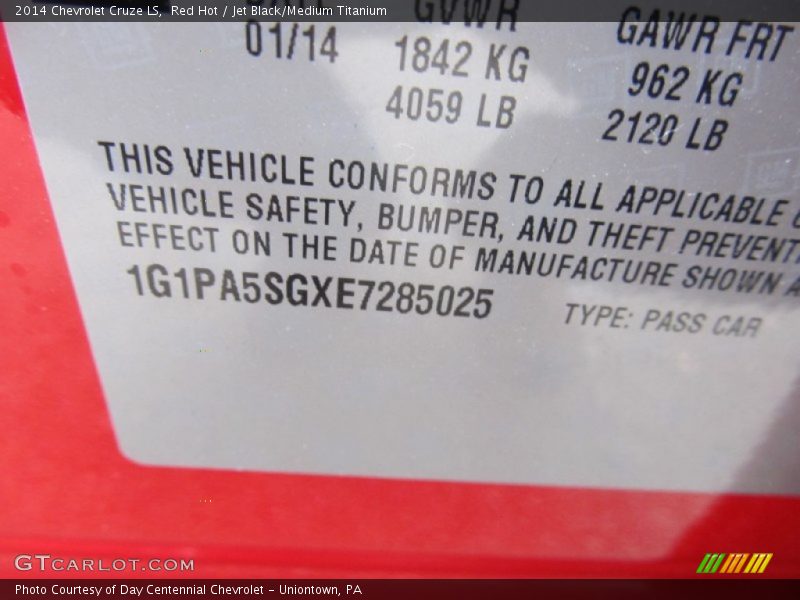 2014 Chevrolet Cruze LS, Red Hot / Jet Black/Medium Titanium
GVWR GAWR FRT
01/14 1842 KG 962 KG
4059 LB 2120 LB
THIS VEHICLE CONFORMS TO ALL APPLICABLE
VEHICLE SAFETY, BUMPER, AND THEFT PREVENTI
EFFECT ON THE DATE OF MANUFACTURE SHOWN A
1G1PA5SGXE7285025 TYPE: PASS CAR
GTCARLOT.COM
Photo Courtesy of Day Centennial Chevrolet - Uniontown, PA